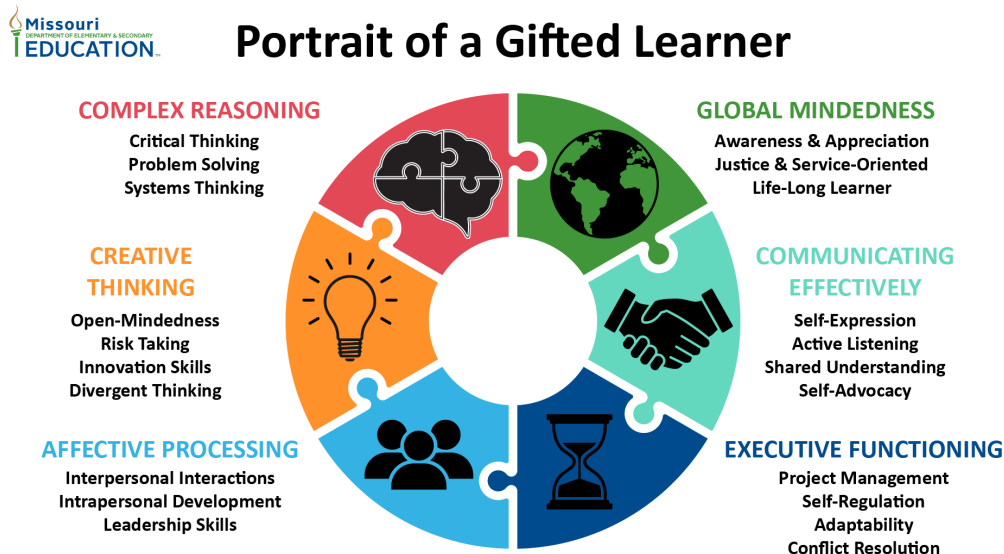 Missouri
DEPARTMENT OF ELEMENTARY & SECONDARY
EDUCATION™
Portrait of a Gifted Learner
COMPLEX REASONING
Critical Thinking
Problem Solving
Systems Thinking
GLOBAL MINDEDNESS
Awareness & Appreciation
Justice & Service-Oriented
Life-Long Learner
CREATIVE
THINKING
Open-Mindedness
Risk Taking
Innovation Skills
Divergent Thinking
COMMUNICATING
EFFECTIVELY
Self-Expression
Active Listening
Shared Understanding
Self-Advocacy
AFFECTIVE PROCESSING
Interpersonal Interactions
Intrapersonal Development
Leadership Skills
EXECUTIVE FUNCTIONING
Project Management
Self-Regulation
Adaptability
Conflict Resolution